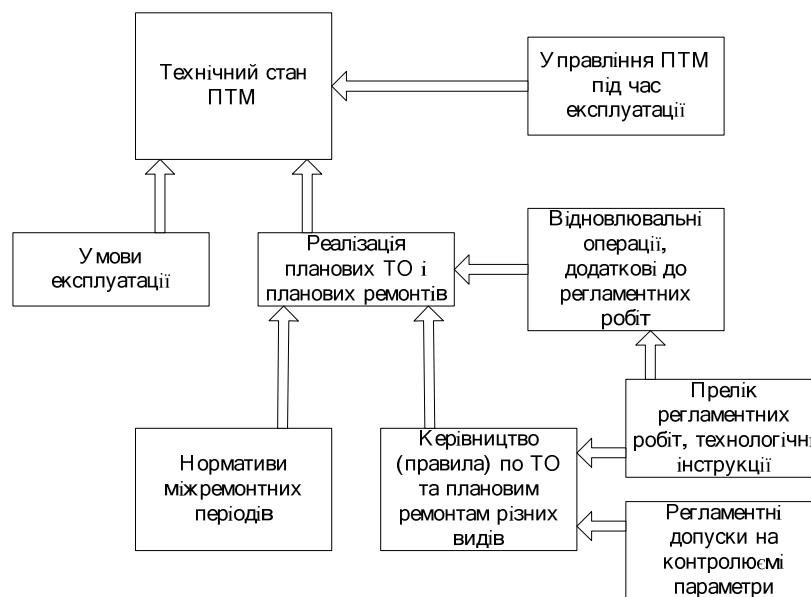 Технічний стан
ПТМ
Управління ПТМ
під час
експлуатації
Умови
експлуатації
Реалізація
планових ТО і
планових ремонтів
Відновлювальні
операції,
додаткові до
регламентних
робіт
Нормативи
міжремонтних
періодів
Керівництво
(правила) по ТО
та плановим
ремонтам різних
видів
Прелік
регламентних
робіт, технологічні
інструкції
Регламентні
допуски на
контролюємі
параметри